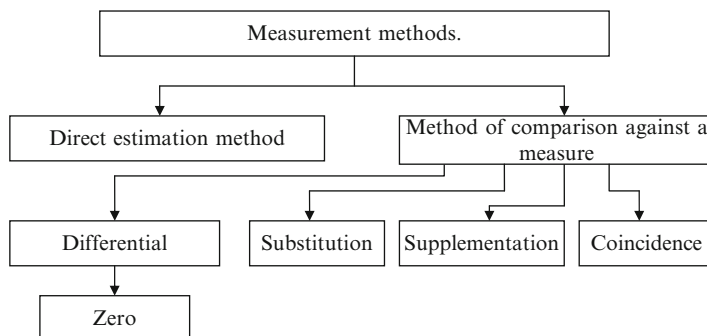 Measurement methods.
Direct estimation method
Method of comparison against a
measure
Differential
Substitution
Supplementation
Coincidence
Zero